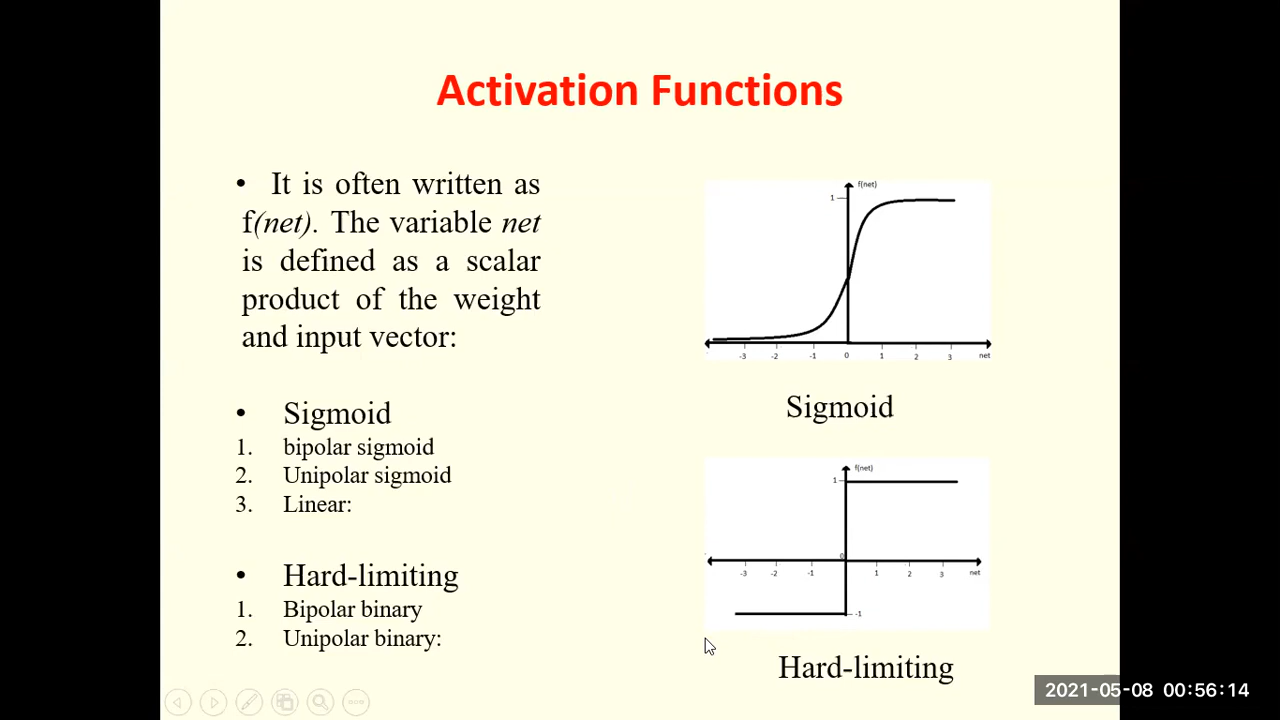 Activation Functions
• It is often written as
f(net). The variable net
is defined as a scalar
product of the weight
and input vector:
• Sigmoid
1. bipolar sigmoid
2. Unipolar sigmoid
3. Linear:
• Hard-limiting
1. Bipolar binary
2. Unipolar binary:
f(net)
1
-3 -2 -1 0 1 2 3 net
Sigmoid
f(net)
1
0
-3 -2 -1 1 2 3 net
-1
Hard-limiting
2021-05-08 00:56:14